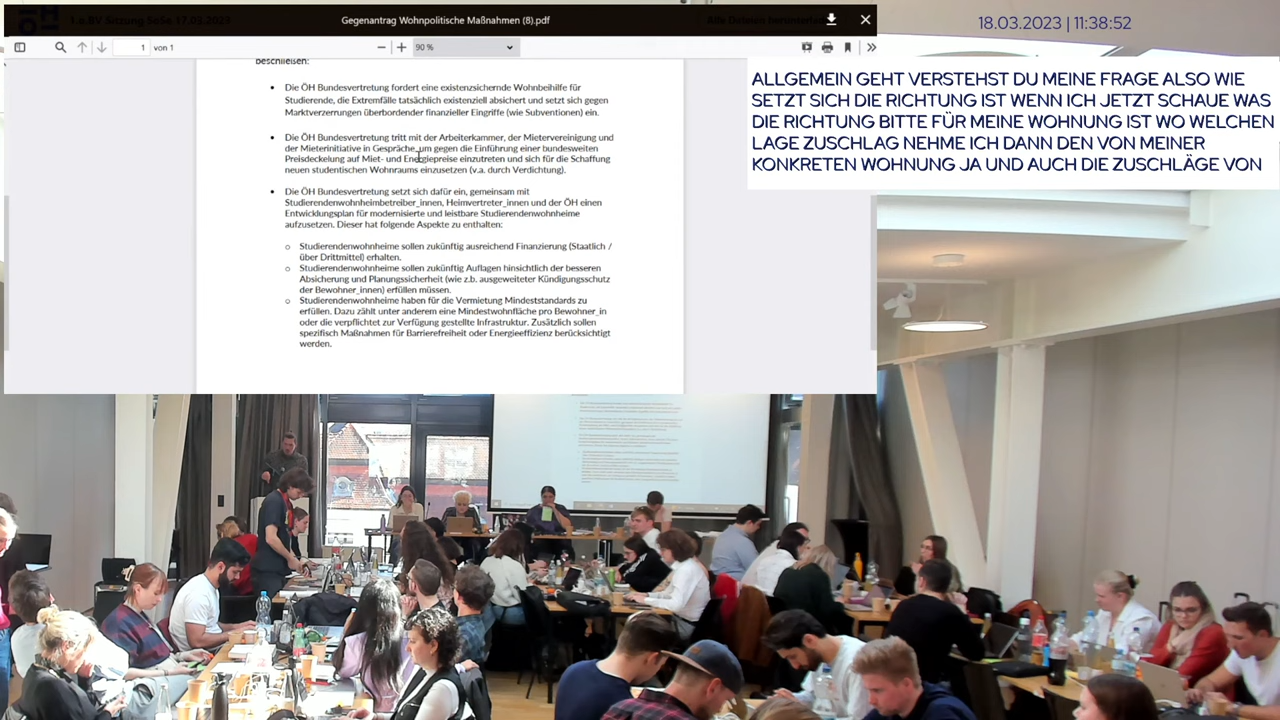 1.a.BV Sitzung SoSe 17.03.2023
Gegenantrag Wohnpolitische Maßnahmen (8).pdf
18.03.2023 | 11:38:52
1 von 1
90 %
beschließen:
• Die ÖH Bundesvertretung fordert eine existenzsichernde Wohnbeihilfe für
Studierende, die Extremfälle tatsächlich existenziell absichert und setzt sich gegen
Marktverzerrungen überbordender finanzieller Eingriffe (wie Subventionen) ein.
• Die ÖH Bundesvertretung tritt mit der Arbeiterkammer, der Mietervereinigung und
der Mieterinitiative in Gespräche, um gegen die Einführung einer bundesweiten
Preisdeckelung auf Miet- und Energiepreise einzutreten und sich für die Schaffung
neuen studentischen Wohnraums einzusetzen (v.a. durch Verdichtung).
• Die ÖH Bundesvertretung setzt sich dafür ein, gemeinsam mit
Studierendenwohnheimbetreiber_innen, Heimvertreter_innen und der ÖH einen
Entwicklungsplan für modernisierte und leistbare Studierendenwohnheime
aufzusetzen. Dieser hat folgende Aspekte zu enthalten:
o Studierendenwohnheime sollen zukünftig ausreichend Finanzierung (Staatlich /
über Drittmittel) erhalten.
o Studierendenwohnheime sollen zukünftig Auflagen hinsichtlich der besseren
Absicherung und Planungssicherheit (wie z.b. ausgeweiteter Kündigungsschutz
der Bewohner_innen) erfüllen müssen.
o Studierendenwohnheime haben für die Vermietung Mindeststandards zu
erfüllen. Dazu zählt unter anderem eine Mindestwohnfläche pro Bewohner_in
oder die verpflichtet zur Verfügung gestellte Infrastruktur. Zusätzlich sollen
spezifisch Maßnahmen für Barrierefreiheit oder Energieeffizienz berücksichtigt
werden.
ALLGEMEIN GEHT VERSTEHST DU MEINE FRAGE ALSO WIE
SETZT SICH DIE RICHTUNG IST WENN ICH JETZT SCHAUE WAS
DIE RICHTUNG BITTE FÜR MEINE WOHNUNG IST WO WELCHEN
LAGE ZUSCHLAG NEHME ICH DANN DEN VON MEINER
KONKRETEN WOHNUNG JA UND AUCH DIE ZUSCHLÄGE VON